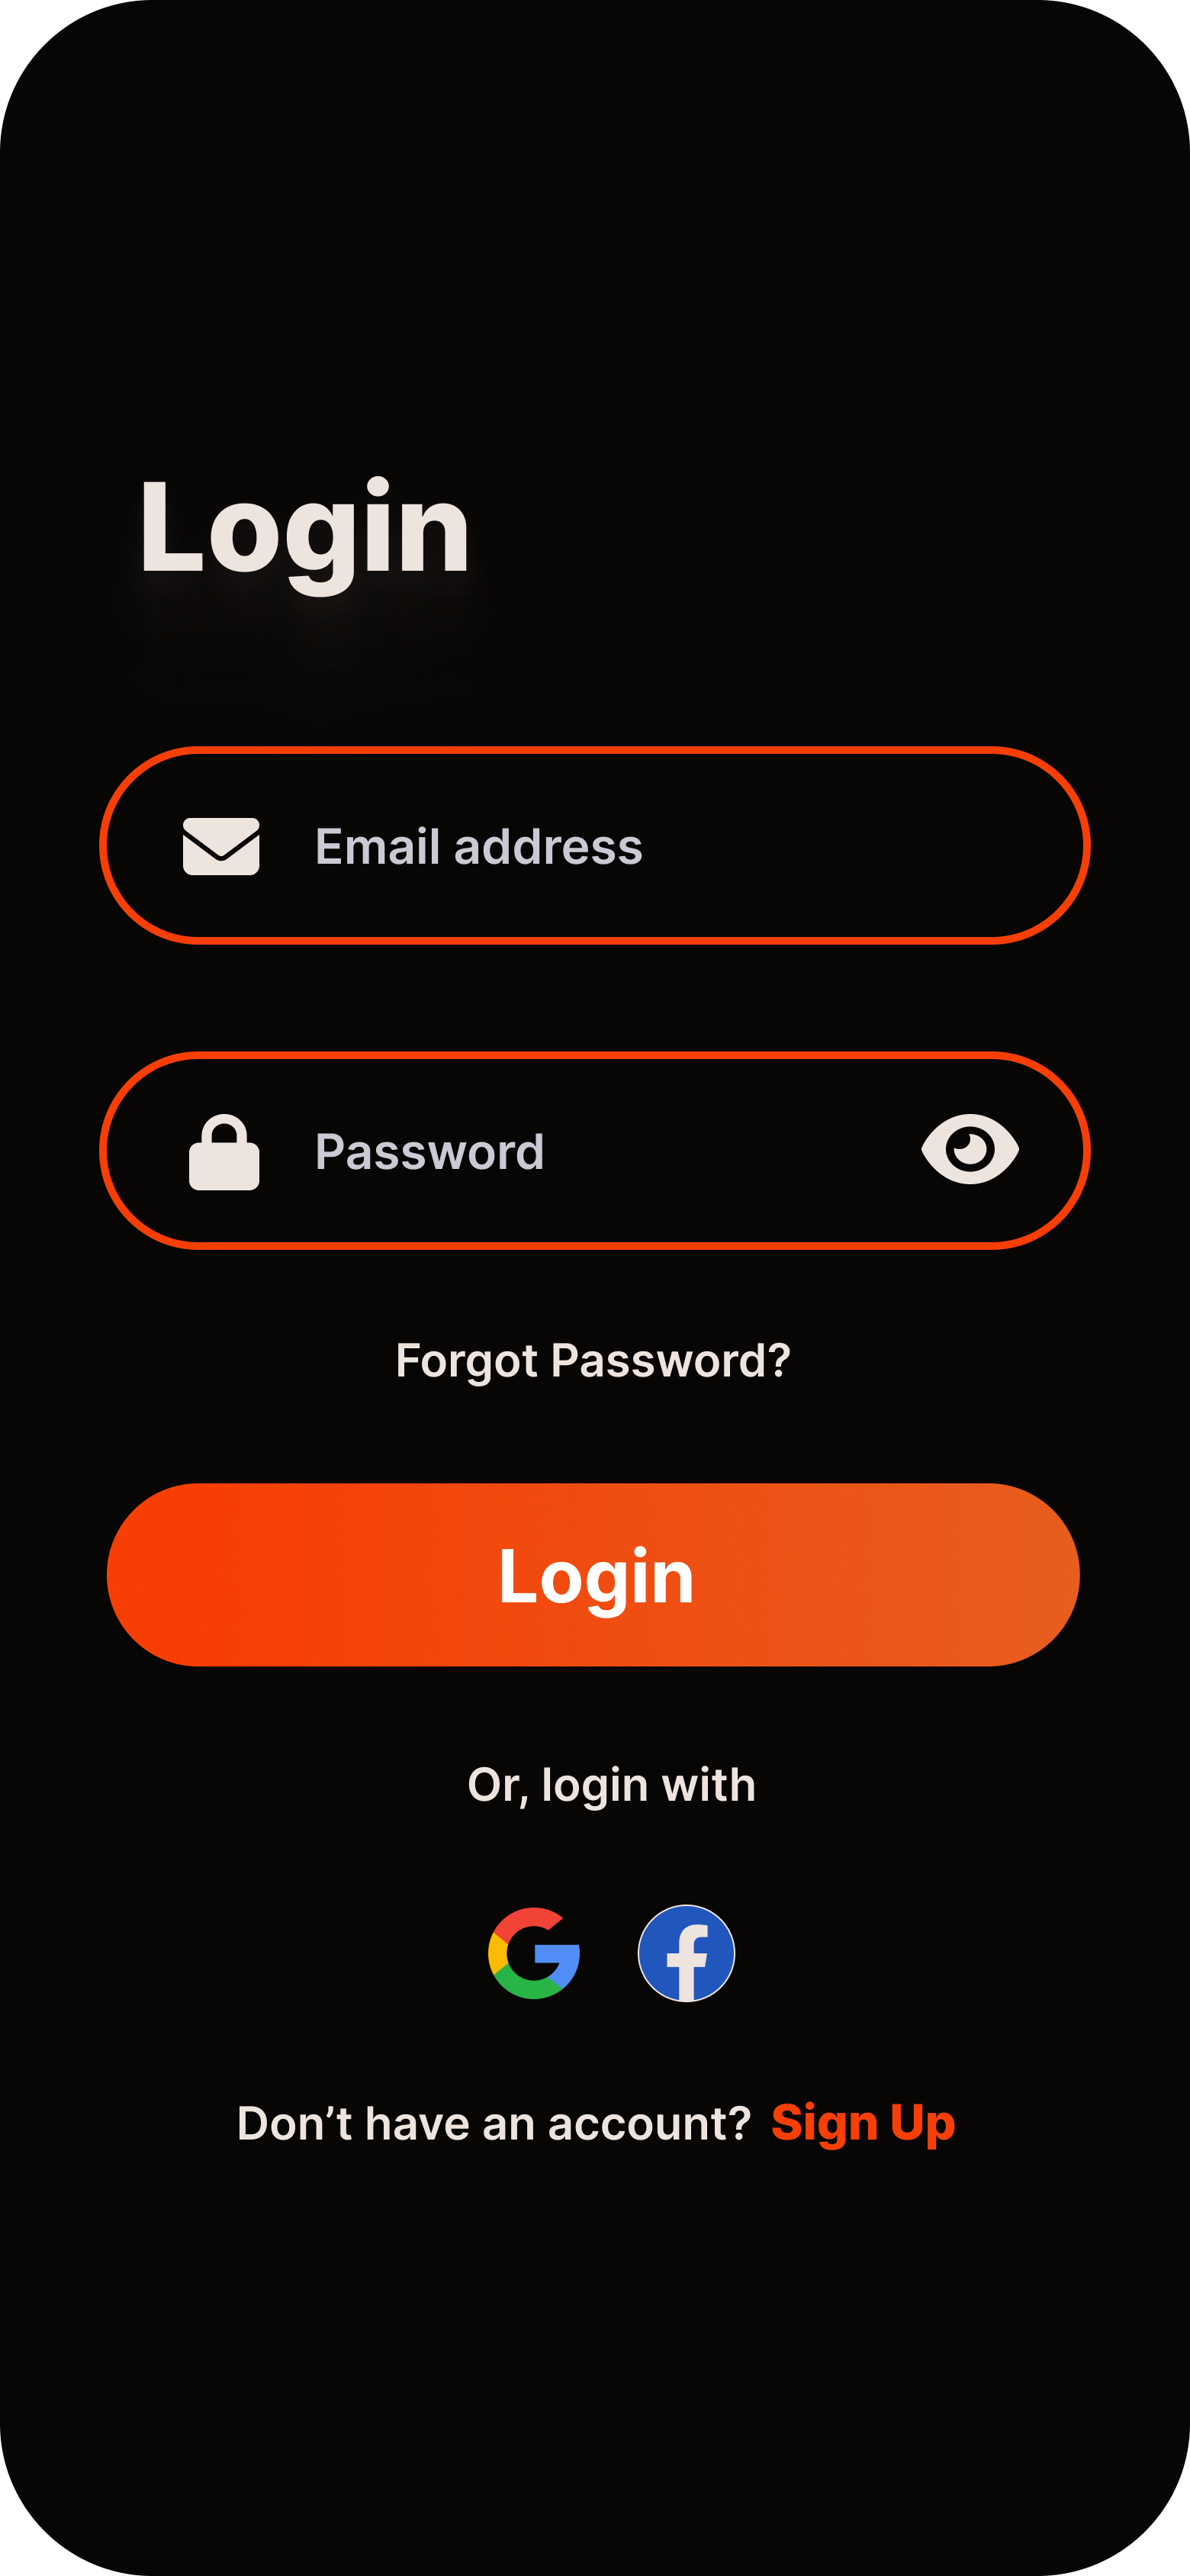 Login
Email address
Password
Forgot Password?
Login
Or, login with
Don’t have an account? Sign Up